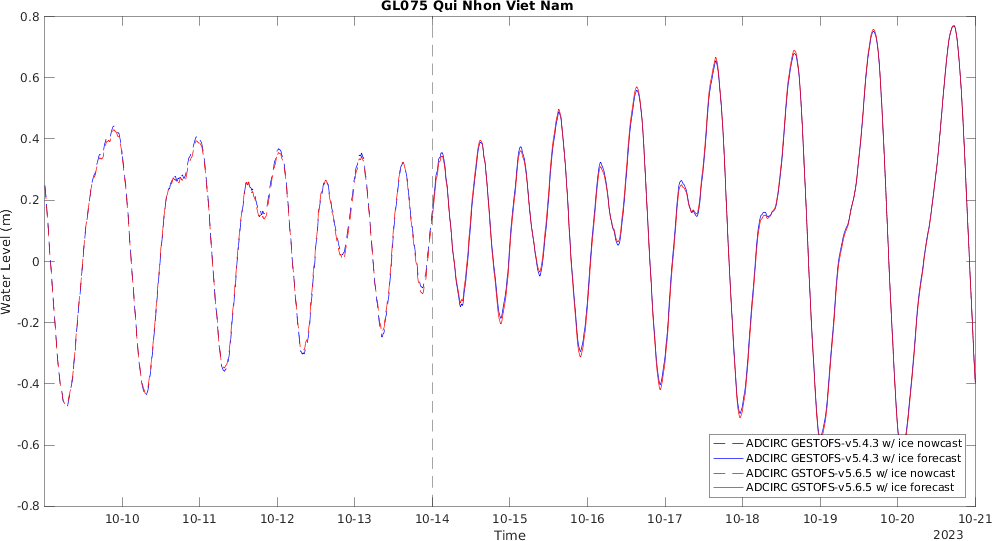 GL075 Qui Nhon Viet Nam
0.8
0.6
0.4
0.2
0
-0.2
-0.4
-0.6
-0.8
Water Level (m)
ADCIRC GESTOFS-v5.4.3 w/ ice nowcast
ADCIRC GESTOFS-v5.4.3 w/ ice forecast
ADCIRC GSTOFS-v5.6.5 w/ ice nowcast
ADCIRC GSTOFS-v5.6.5 w/ ice forecast
10-10 10-11 10-12 10-13 10-14 10-15 10-16 10-17 10-18 10-19 10-20 10-21
Time
2023